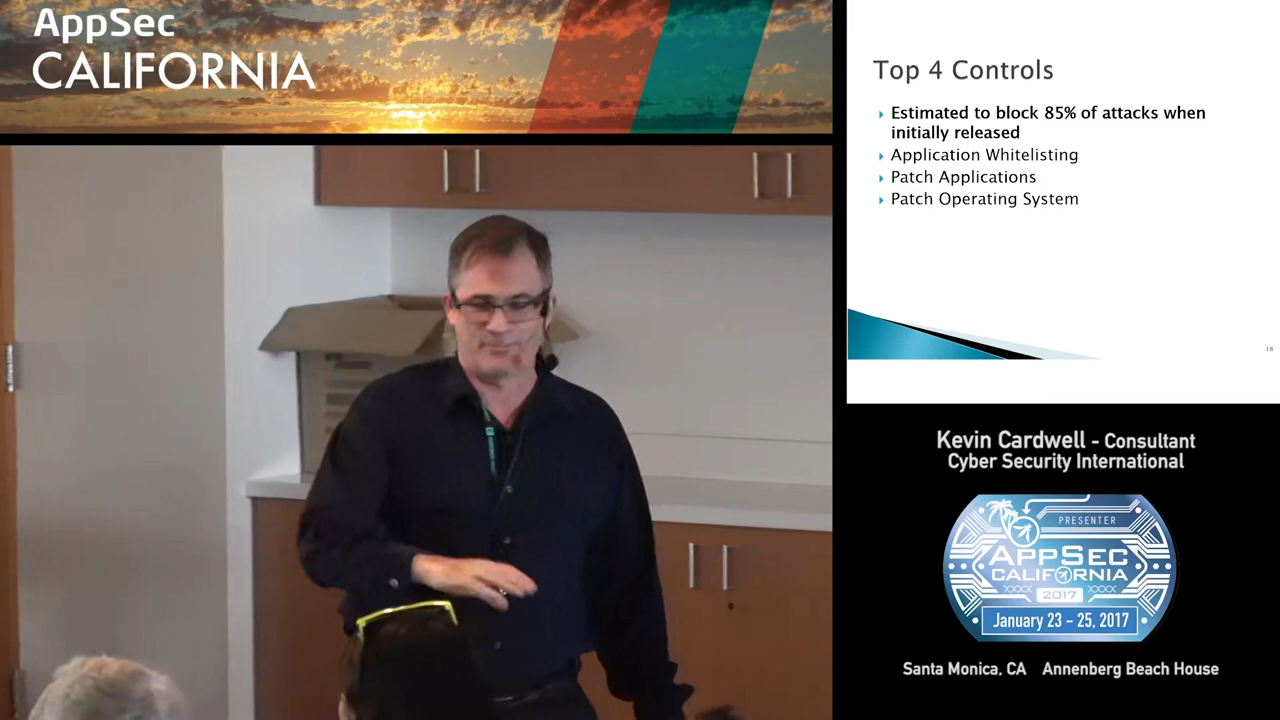 AppSec
CALIFORNIA
Top 4 Controls
Estimated to block 85% of attacks when
initially released
Application Whitelisting
Patch Applications
Patch Operating System
18
Kevin Cardwell - Consultant
Cyber Security International
PRESENTER
APPSEC
CALIFORNIA
2017
January 23 - 25, 2017
Santa Monica, CA Annenberg Beach House